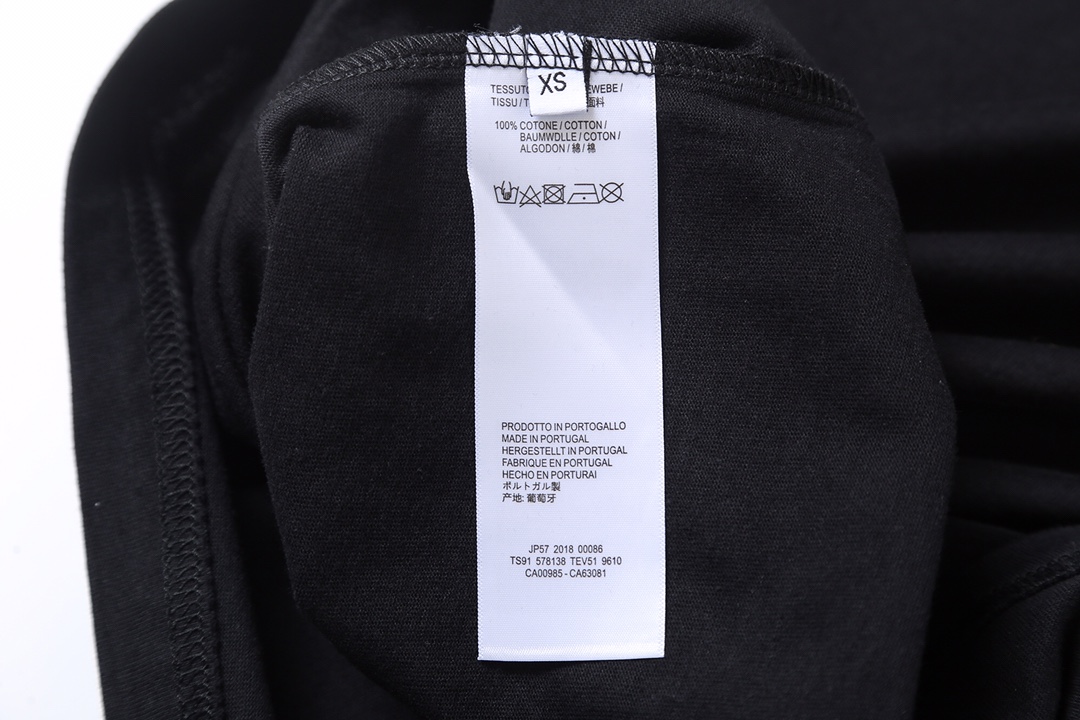 XS
TESSUTO EWEBE /
TISSU / T 面料
100% COTONE / COTTON /
BAUMWDLLE / COTON /
ALGODON / 綿 / 棉
PRODOTTO IN PORTOGALLO
MADE IN PORTUGAL
HERGESTELLT IN PORTUGAL
FABRIQUE EN PORTUGAL
HECHO EN PORTURAI
ポルトガル製
产地: 葡萄牙
JP57 2018 00086
TS91 578138 TEV51 9610
CA00985 - CA63081